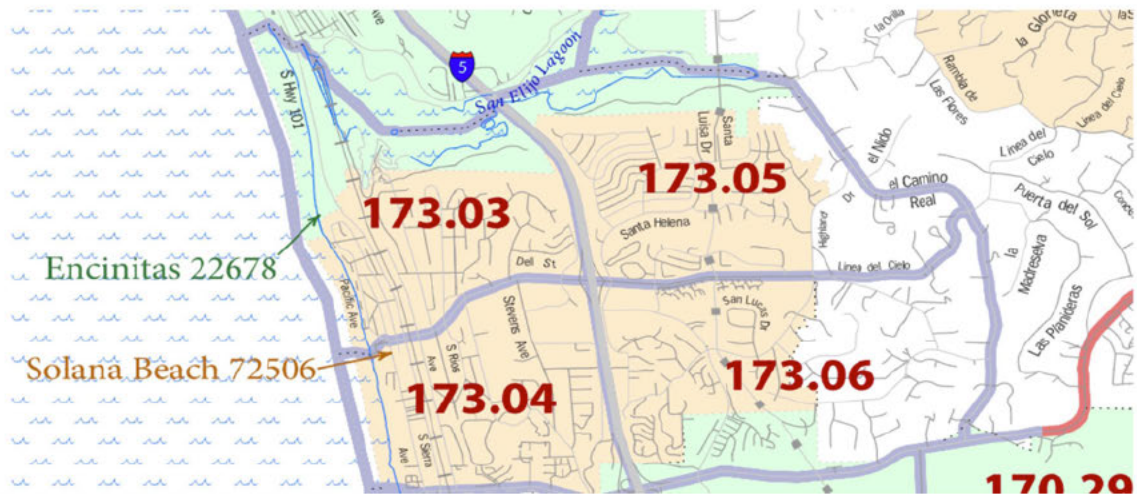 la Orilla
la Glorieta
Rambla de
Las Flores
Linea del Cielo
S Hwy 101
5
San Elijo Lagoon
Santa
Luisa Dr
el Nido
Linea del
Cielo
173.05
173.03
el Camino
Real
Puerta del Sol
Highland Dr
Santa Helena
la
Madreselva
Encinitas 22678
Del St
Linea del Cielo
Pacific Ave
Stevens Ave
San Lucas Dr
Las Planideras
Solana Beach 72506
S Rios
Ave
173.06
173.04
S Sierra
Ave
170.29